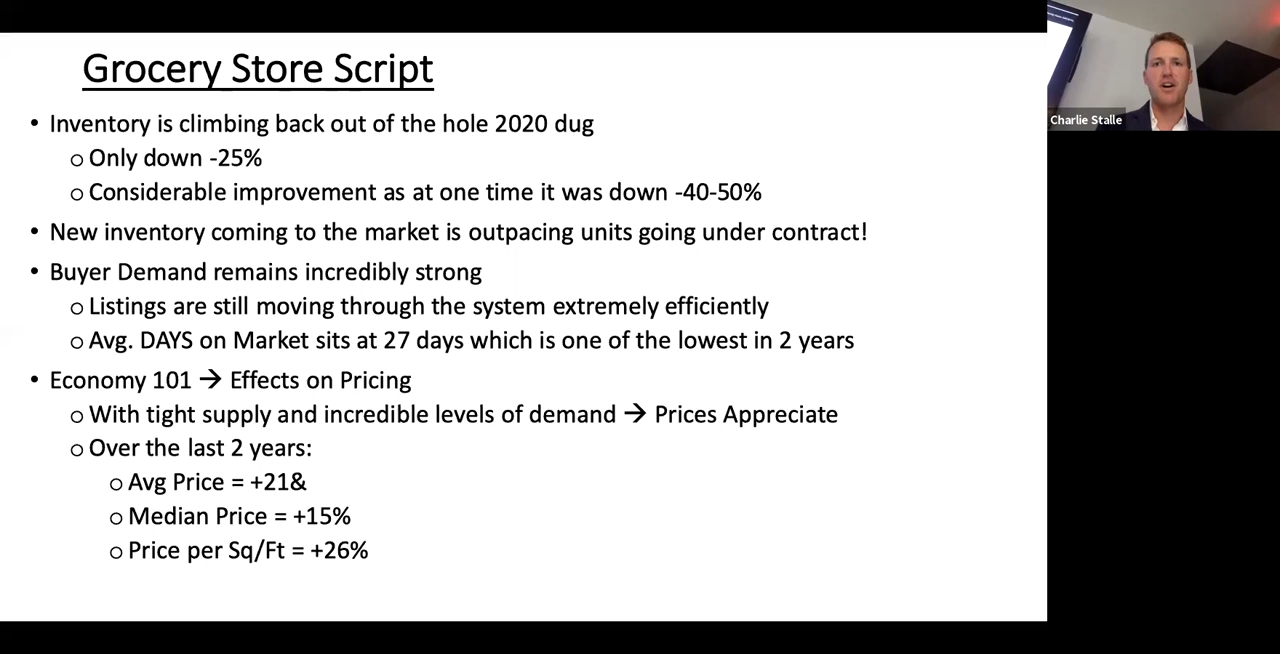 Grocery Store Script
• Inventory is climbing back out of the hole 2020 dug
o Only down -25%
o Considerable improvement as at one time it was down -40-50%
• New inventory coming to the market is outpacing units going under contract!
• Buyer Demand remains incredibly strong
o Listings are still moving through the system extremely efficiently
o Avg. DAYS on Market sits at 27 days which is one of the lowest in 2 years
• Economy 101 → Effects on Pricing
o With tight supply and incredible levels of demand → Prices Appreciate
o Over the last 2 years:
o Avg Price = +21&
o Median Price = +15%
o Price per Sq/Ft = +26%
Charlie Stalle